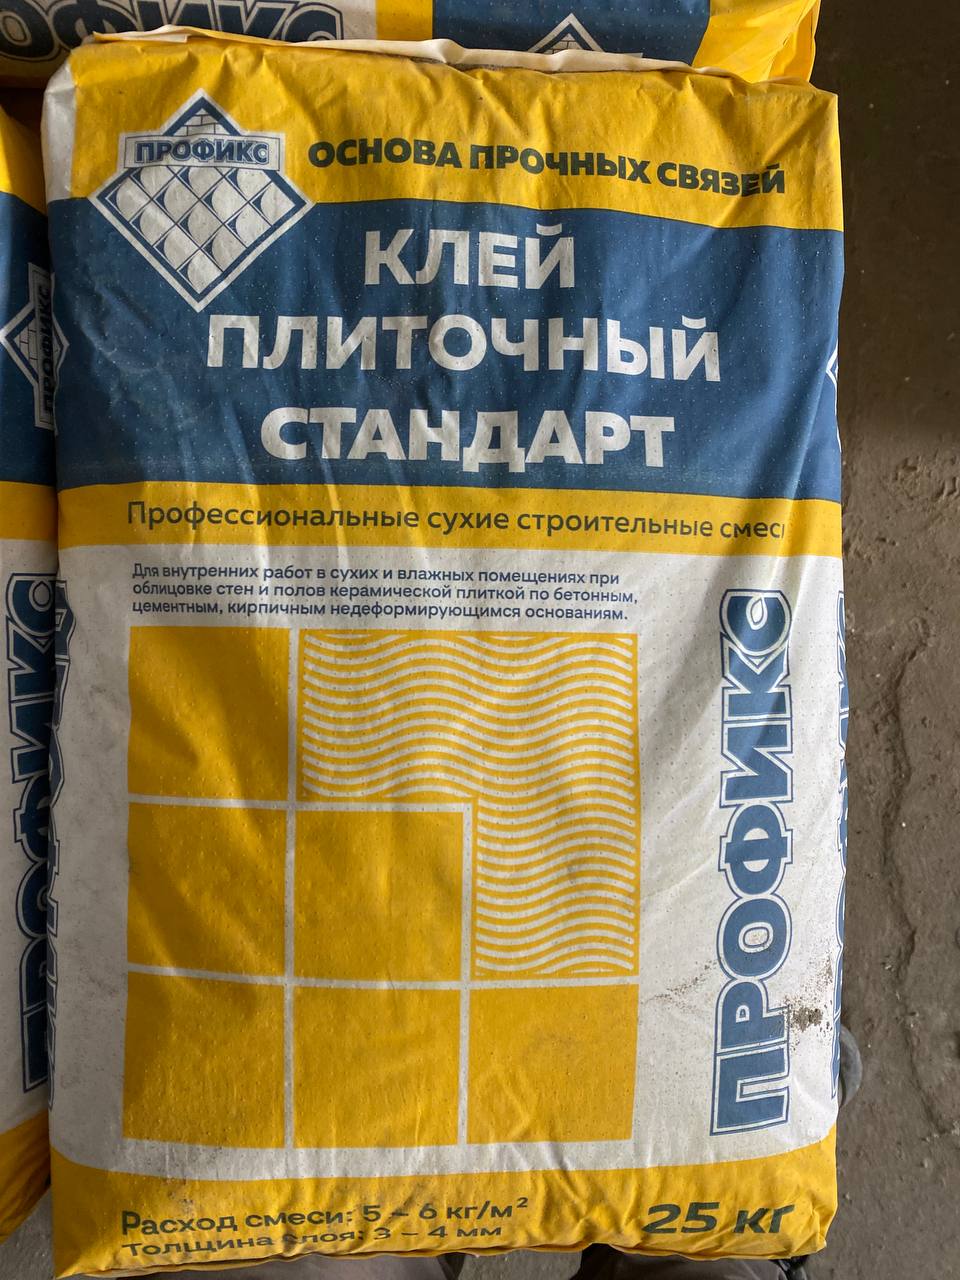 ПРОФИКС
ОСНОВА ПРОЧНЫХ СВЯЗЕЙ
КЛЕЙ
ПЛИТОЧНЫЙ
СТАНДАРТ
Профессиональные сухие строительные смеси
Для внутренних работ в сухих и влажных помещениях при
облицовке стен и полов керамической плиткой по бетонным,
цементным, кирпичным недеформирующимся основаниям.
ПРОФИКС
Расход смеси: 5 – 6 кг/м²
Толщина слоя: 3 – 4 мм
25 кг
ПРОФИКС
ПРОФИКС